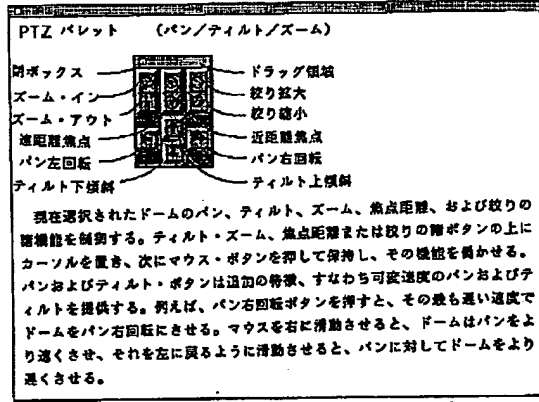 PTZ パレット (パン/ティルト/ズーム)
閉ボックス
ドラッグ領域
ズーム・イン
絞り拡大
ズーム・アウト
絞り縮小
遠距離焦点
近距離焦点
パン左回転
パン右回転
ティルト下傾斜
ティルト上傾斜
現在選択されたドームのパン、ティルト、ズーム、焦点距離、および絞りの
諸機能を制御する。ティルト・ズーム、焦点距離または絞りの諸ボタンの上に
カーソルを置き、次にマウス・ボタンを押して保持し、その機能を働かせる。
パンおよびティルト・ボタンは追加の特徴、すなわち可変速度のパンおよびテ
ィルトを提供する。例えば、パン右回転ボタンを押すと、その最も遅い速度で
ドームをパン右回転にさせる。マウスを右に滑動させると、ドームはパンをよ
り速くさせ、それを左に戻るように滑動させると、パンに対してドームをより
遅くさせる。